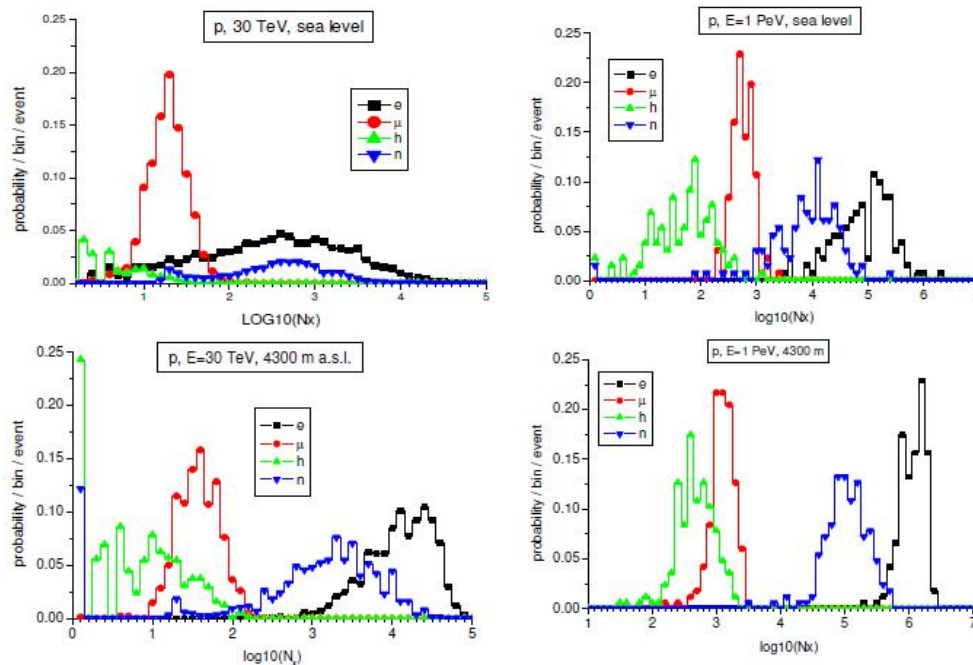 p, 30 TeV, sea level
0.25
0.20
0.15
0.10
0.05
0.00
probability / bin / event
e
μ
h
n
1
2
3
4
5
LOG10(Nx)
p, E=1 PeV, sea level
0.25
0.20
0.15
0.10
0.05
0.00
probability / bin / event
e
μ
h
n
0
1
2
3
4
5
6
7
log10(Nx)
p, E=30 TeV, 4300 m a.s.l.
0.25
0.20
0.15
0.10
0.05
0.00
probability / bin / event
e
μ
h
n
0
1
2
3
4
5
log10(Nx)
p, E=1 PeV, 4300 m
0.25
0.20
0.15
0.10
0.05
0.00
probability / bin / event
e
μ
h
n
1
2
3
4
5
6
7
log10(Nx)